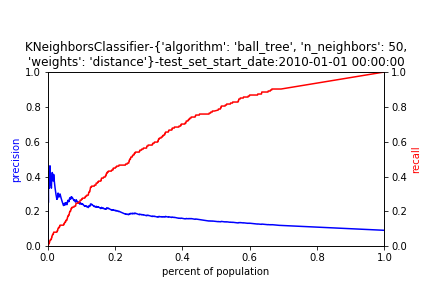 KNeighborsClassifier-{'algorithm': 'ball_tree', 'n_neighbors': 50,
'weights': 'distance'}-test_set_start_date:2010-01-01 00:00:00
1.0 1.0
0.8 0.8
0.6 0.6
precision recall
0.4 0.4
0.2 0.2
0.0 0.0
0.0 0.2 0.4 0.6 0.8 1.0
percent of population